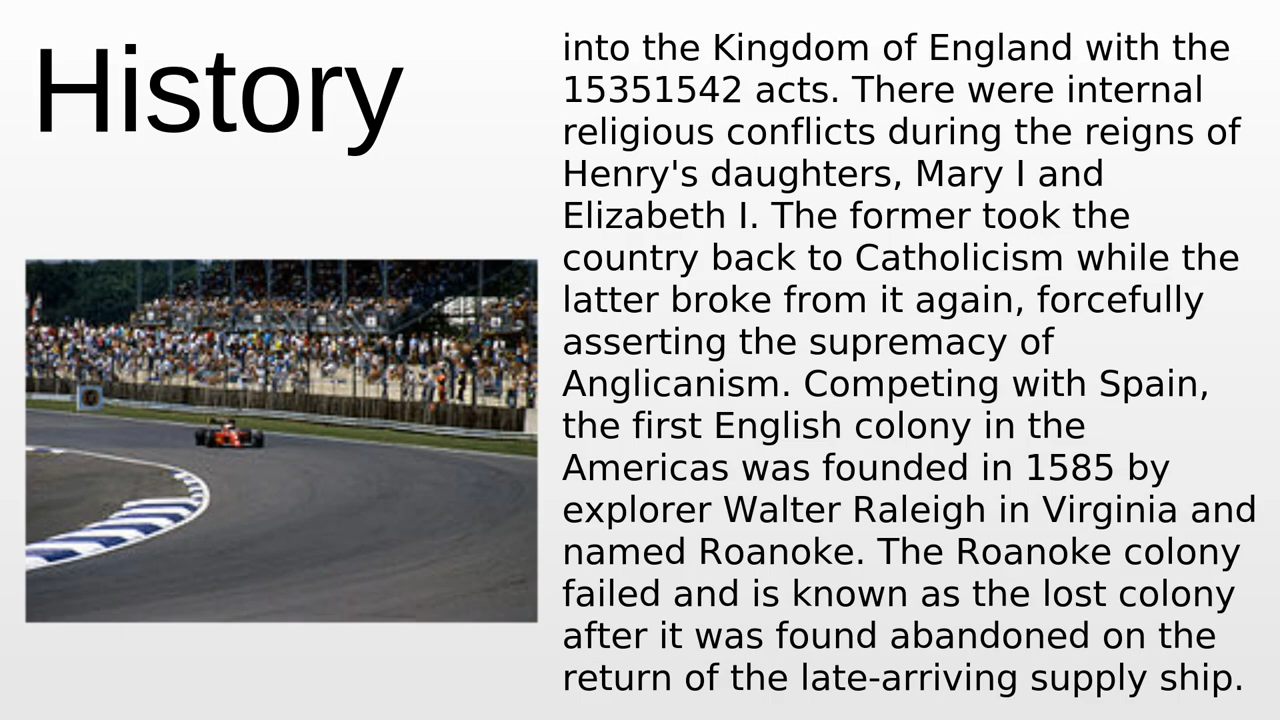 History
into the Kingdom of England with the
15351542 acts. There were internal
religious conflicts during the reigns of
Henry's daughters, Mary I and
Elizabeth I. The former took the
country back to Catholicism while the
latter broke from it again, forcefully
asserting the supremacy of
Anglicanism. Competing with Spain,
the first English colony in the
Americas was founded in 1585 by
explorer Walter Raleigh in Virginia and
named Roanoke. The Roanoke colony
failed and is known as the lost colony
after it was found abandoned on the
return of the late-arriving supply ship.